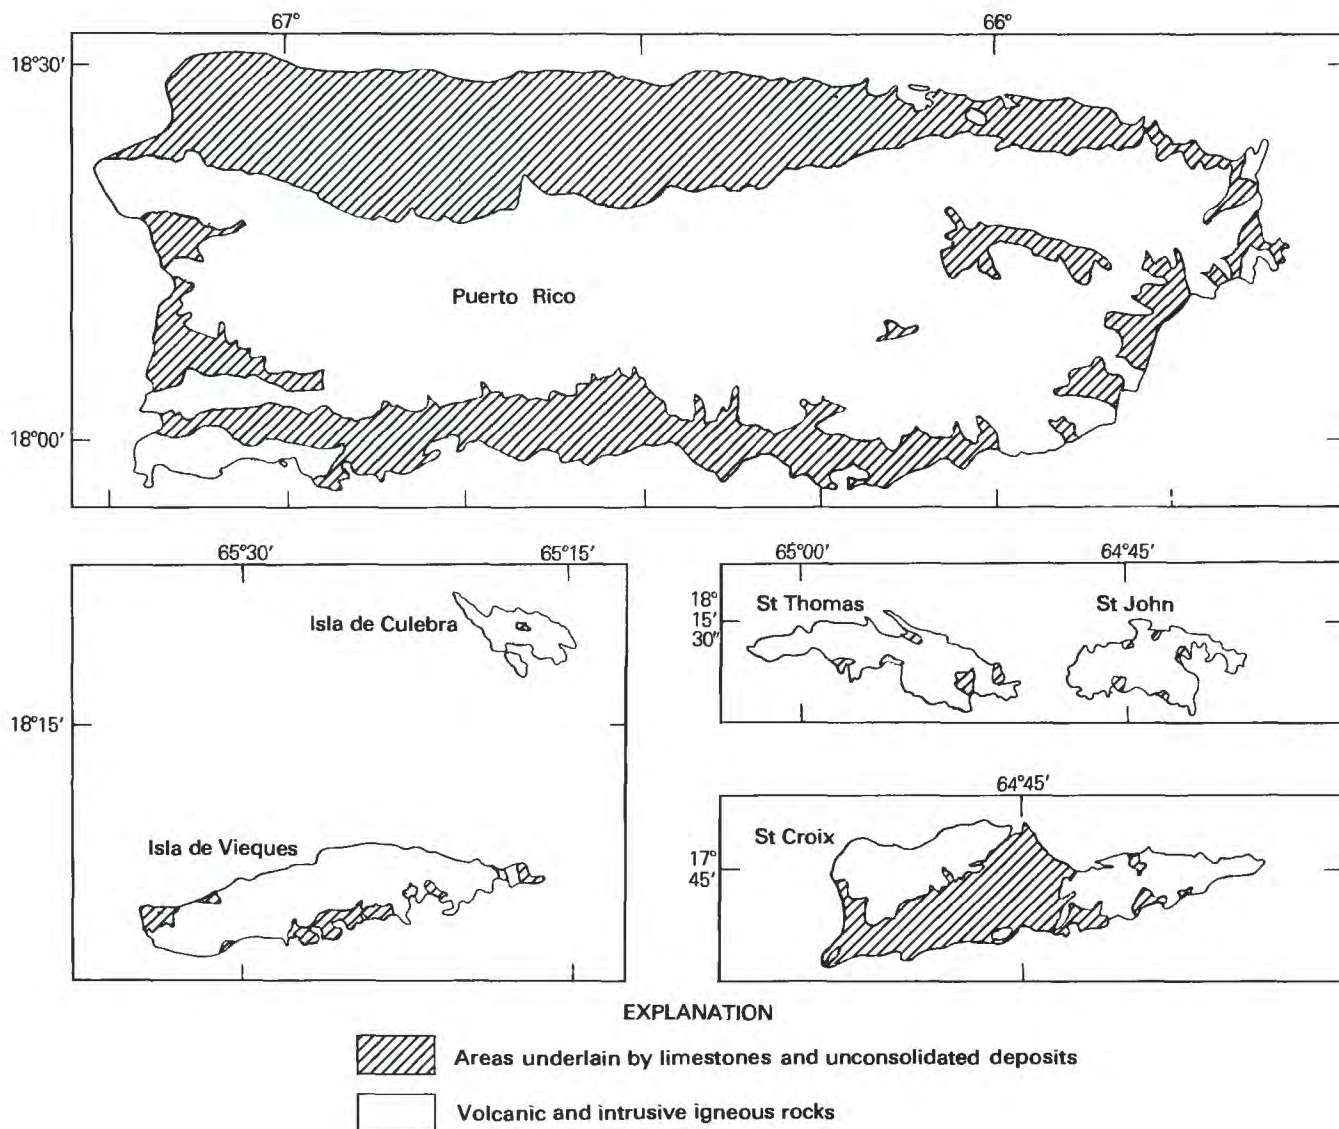 67°
66°
18°30′
Puerto Rico
18°00′
65°30′
65°15′
Isla de Culebra
18°15′
Isla de Vieques
65°00′
64°45′
18°
15′
30″
St Thomas
St John
64°45′
St Croix
17°
45′
EXPLANATION
Areas underlain by limestones and unconsolidated deposits
Volcanic and intrusive igneous rocks